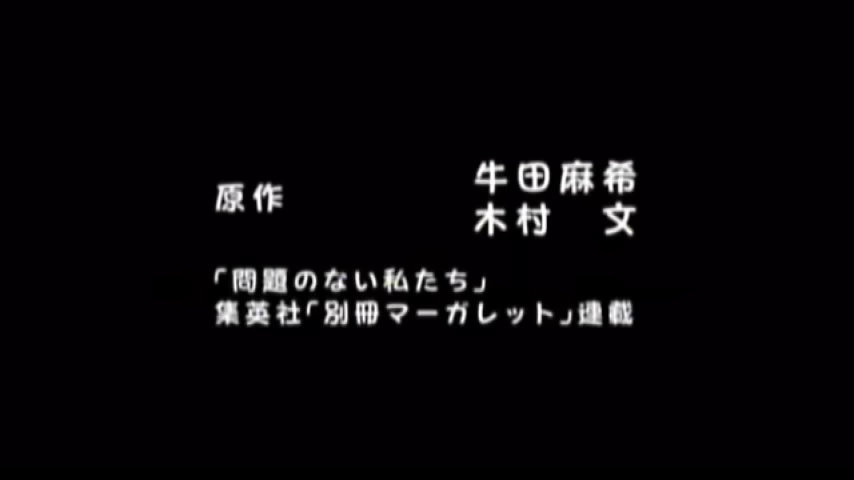 原作
牛田麻希
木村 文
「問題のない私たち」
集英社「別冊マーガレット」連載